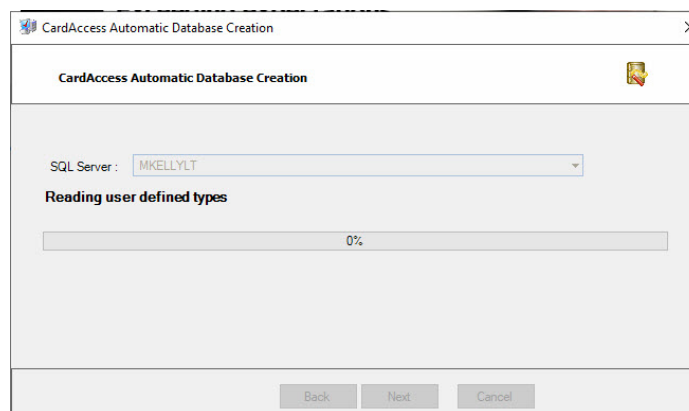 CardAccess Automatic Database Creation
CardAccess Automatic Database Creation
SQL Server : MKELLYLT
Reading user defined types
0%
Back Next Cancel